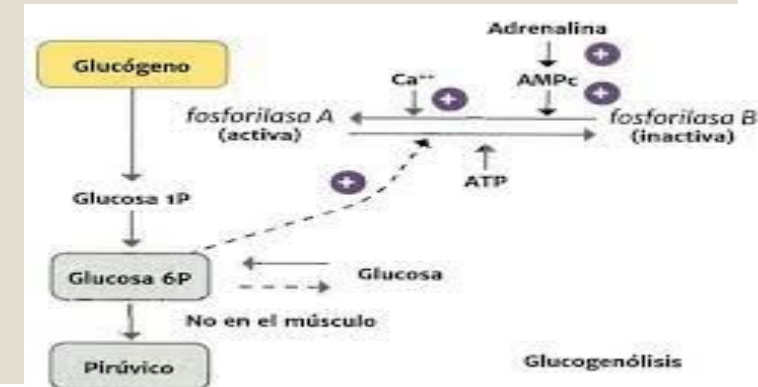 Adrenalina
+
Glucógeno
Ca++
+
AMPc
+
fosforilasa A
(activa)
fosforilasa B
(inactiva)
+
ATP
Glucosa 1P
Glucosa 6P
Glucosa
No en el músculo
Pirúvico
Glucogenólisis